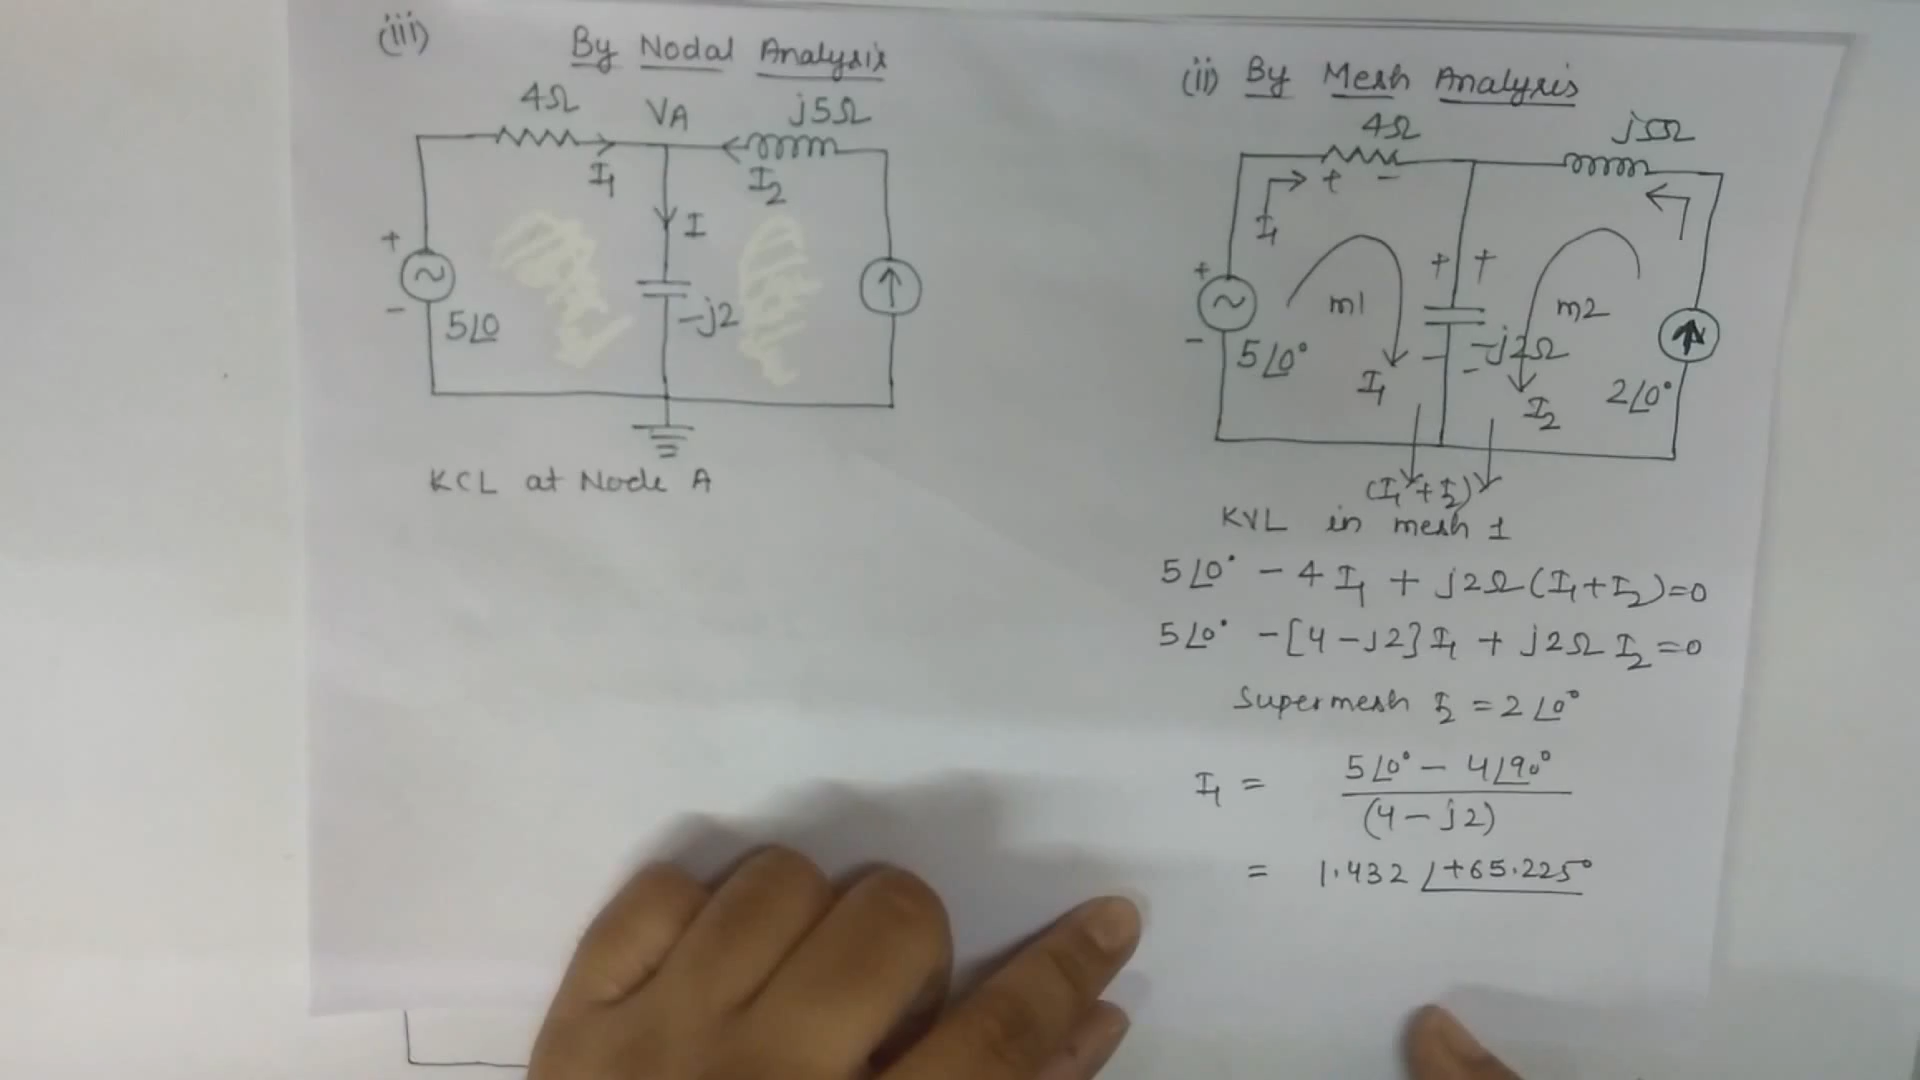 (iii) By Nodal Analysis
4Ω VA j5Ω
I1 I2
I
+
-
5∠0
-j2
KCL at Node A
(ii) By Mesh Analysis
4Ω j5Ω
I1 + -
+ + +
m1 m2
- 5∠0° - - -j2Ω
I1 I2 2∠0°
(I1+I2)
KVL in mesh 1
5∠0° - 4I1 + j2Ω(I1+I2)=0
5∠0° -[4-j2]I1 + j2Ω I2=0
Supermesh I2 = 2∠0°
I1 = 5∠0° - 4∠90°
(4-j2)
= 1.432 ∠+65.225°